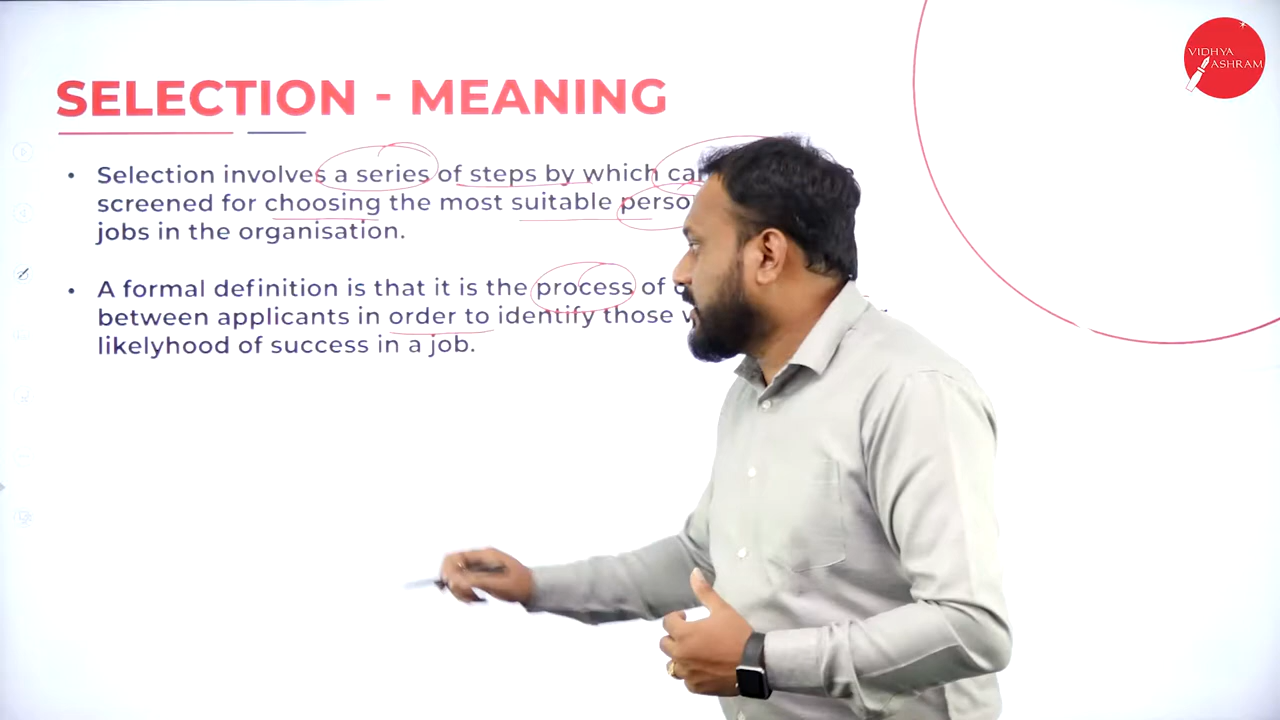 VIDHYA
ASHRAM
SELECTION - MEANING
• Selection involves a series of steps by which
screened for choosing the most suitable
jobs in the organisation.
• A formal definition is that it is the process of
between applicants in order to identify those
likelyhood of success in a job.